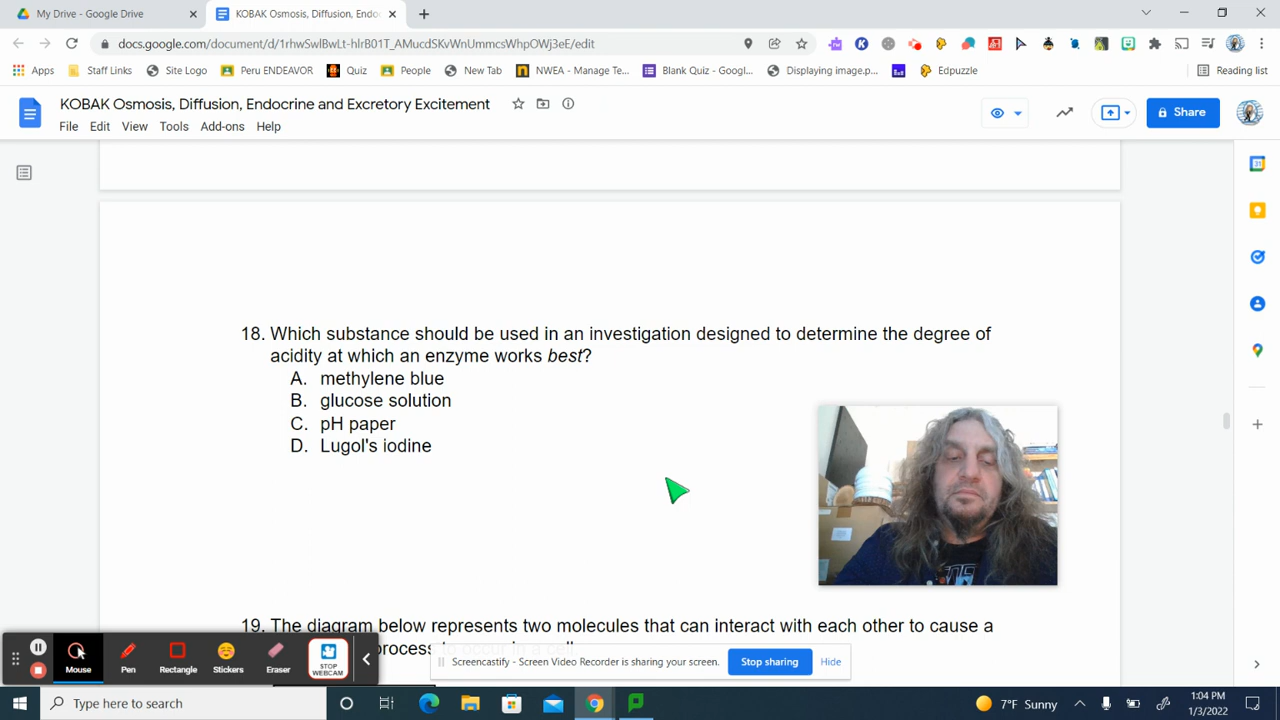 My Drive - Google Drive
KOBAK Osmosis, Diffusion, Endo
docs.google.com/document/d/1rhwSwlBwLt-hlrB01T_AMucISKvWnUmmcsWhpOWj3eE/edit
Apps
Staff Links
Site Logo
Peru ENDEAVOR
Quiz
People
New Tab
NWEA - Manage Te...
Blank Quiz - Googl...
Displaying image.p...
Edpuzzle
Reading list
KOBAK Osmosis, Diffusion, Endocrine and Excretory Excitement
File Edit View Tools Add-ons Help
Share
18. Which substance should be used in an investigation designed to determine the degree of
acidity at which an enzyme works best?
A. methylene blue
B. glucose solution
C. pH paper
D. Lugol's iodine
19. The diagram below represents two molecules that can interact with each other to cause a
process to occur in a cell.
Mouse
Pen
Rectangle
Stickers
Eraser
STOP
WEBCAM
Screencastify - Screen Video Recorder is sharing your screen.
Stop sharing
Hide
Type here to search
7°F Sunny
1:04 PM
1/3/2022